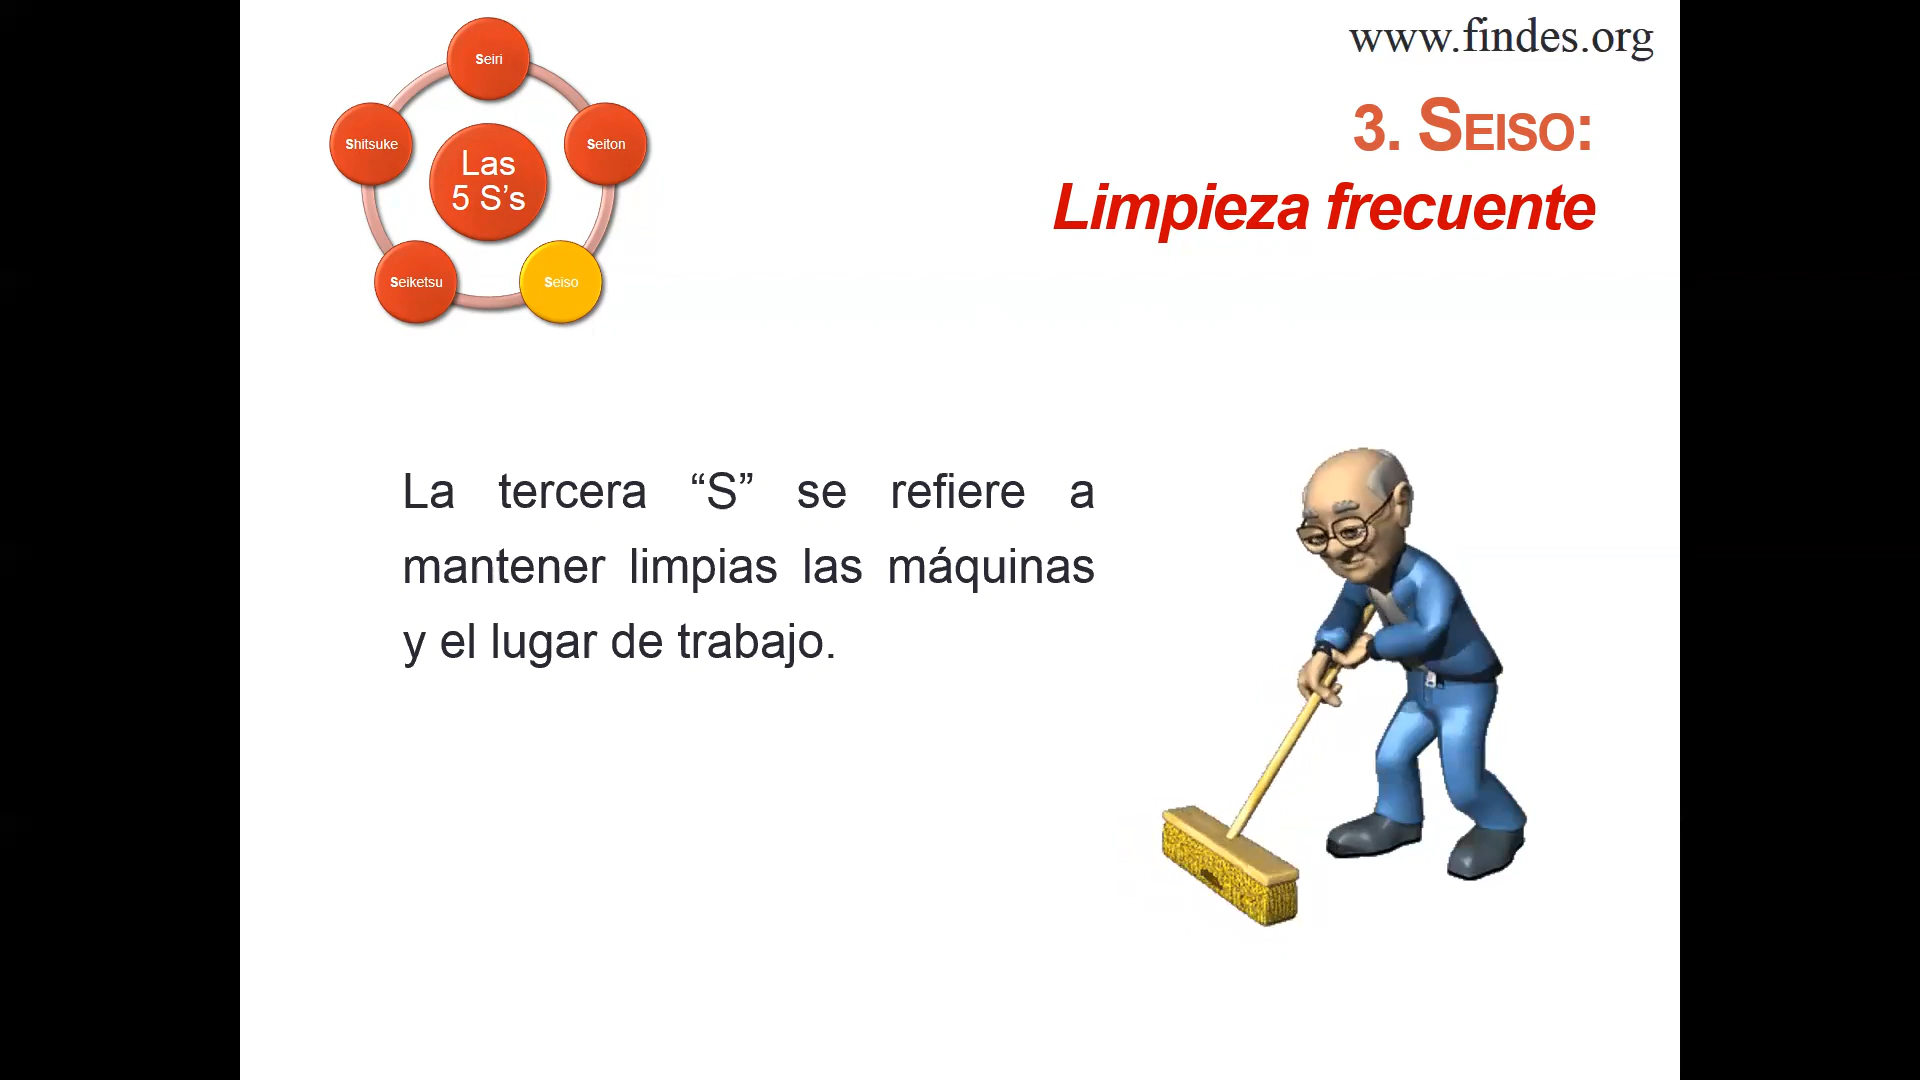 www.findes.org
3. SEISO:
Limpieza frecuente
Seiri
Shitsuke
Seiton
Las
5 S’s
Seiketsu
Seiso
La tercera “S” se refiere a
mantener limpias las máquinas
y el lugar de trabajo.